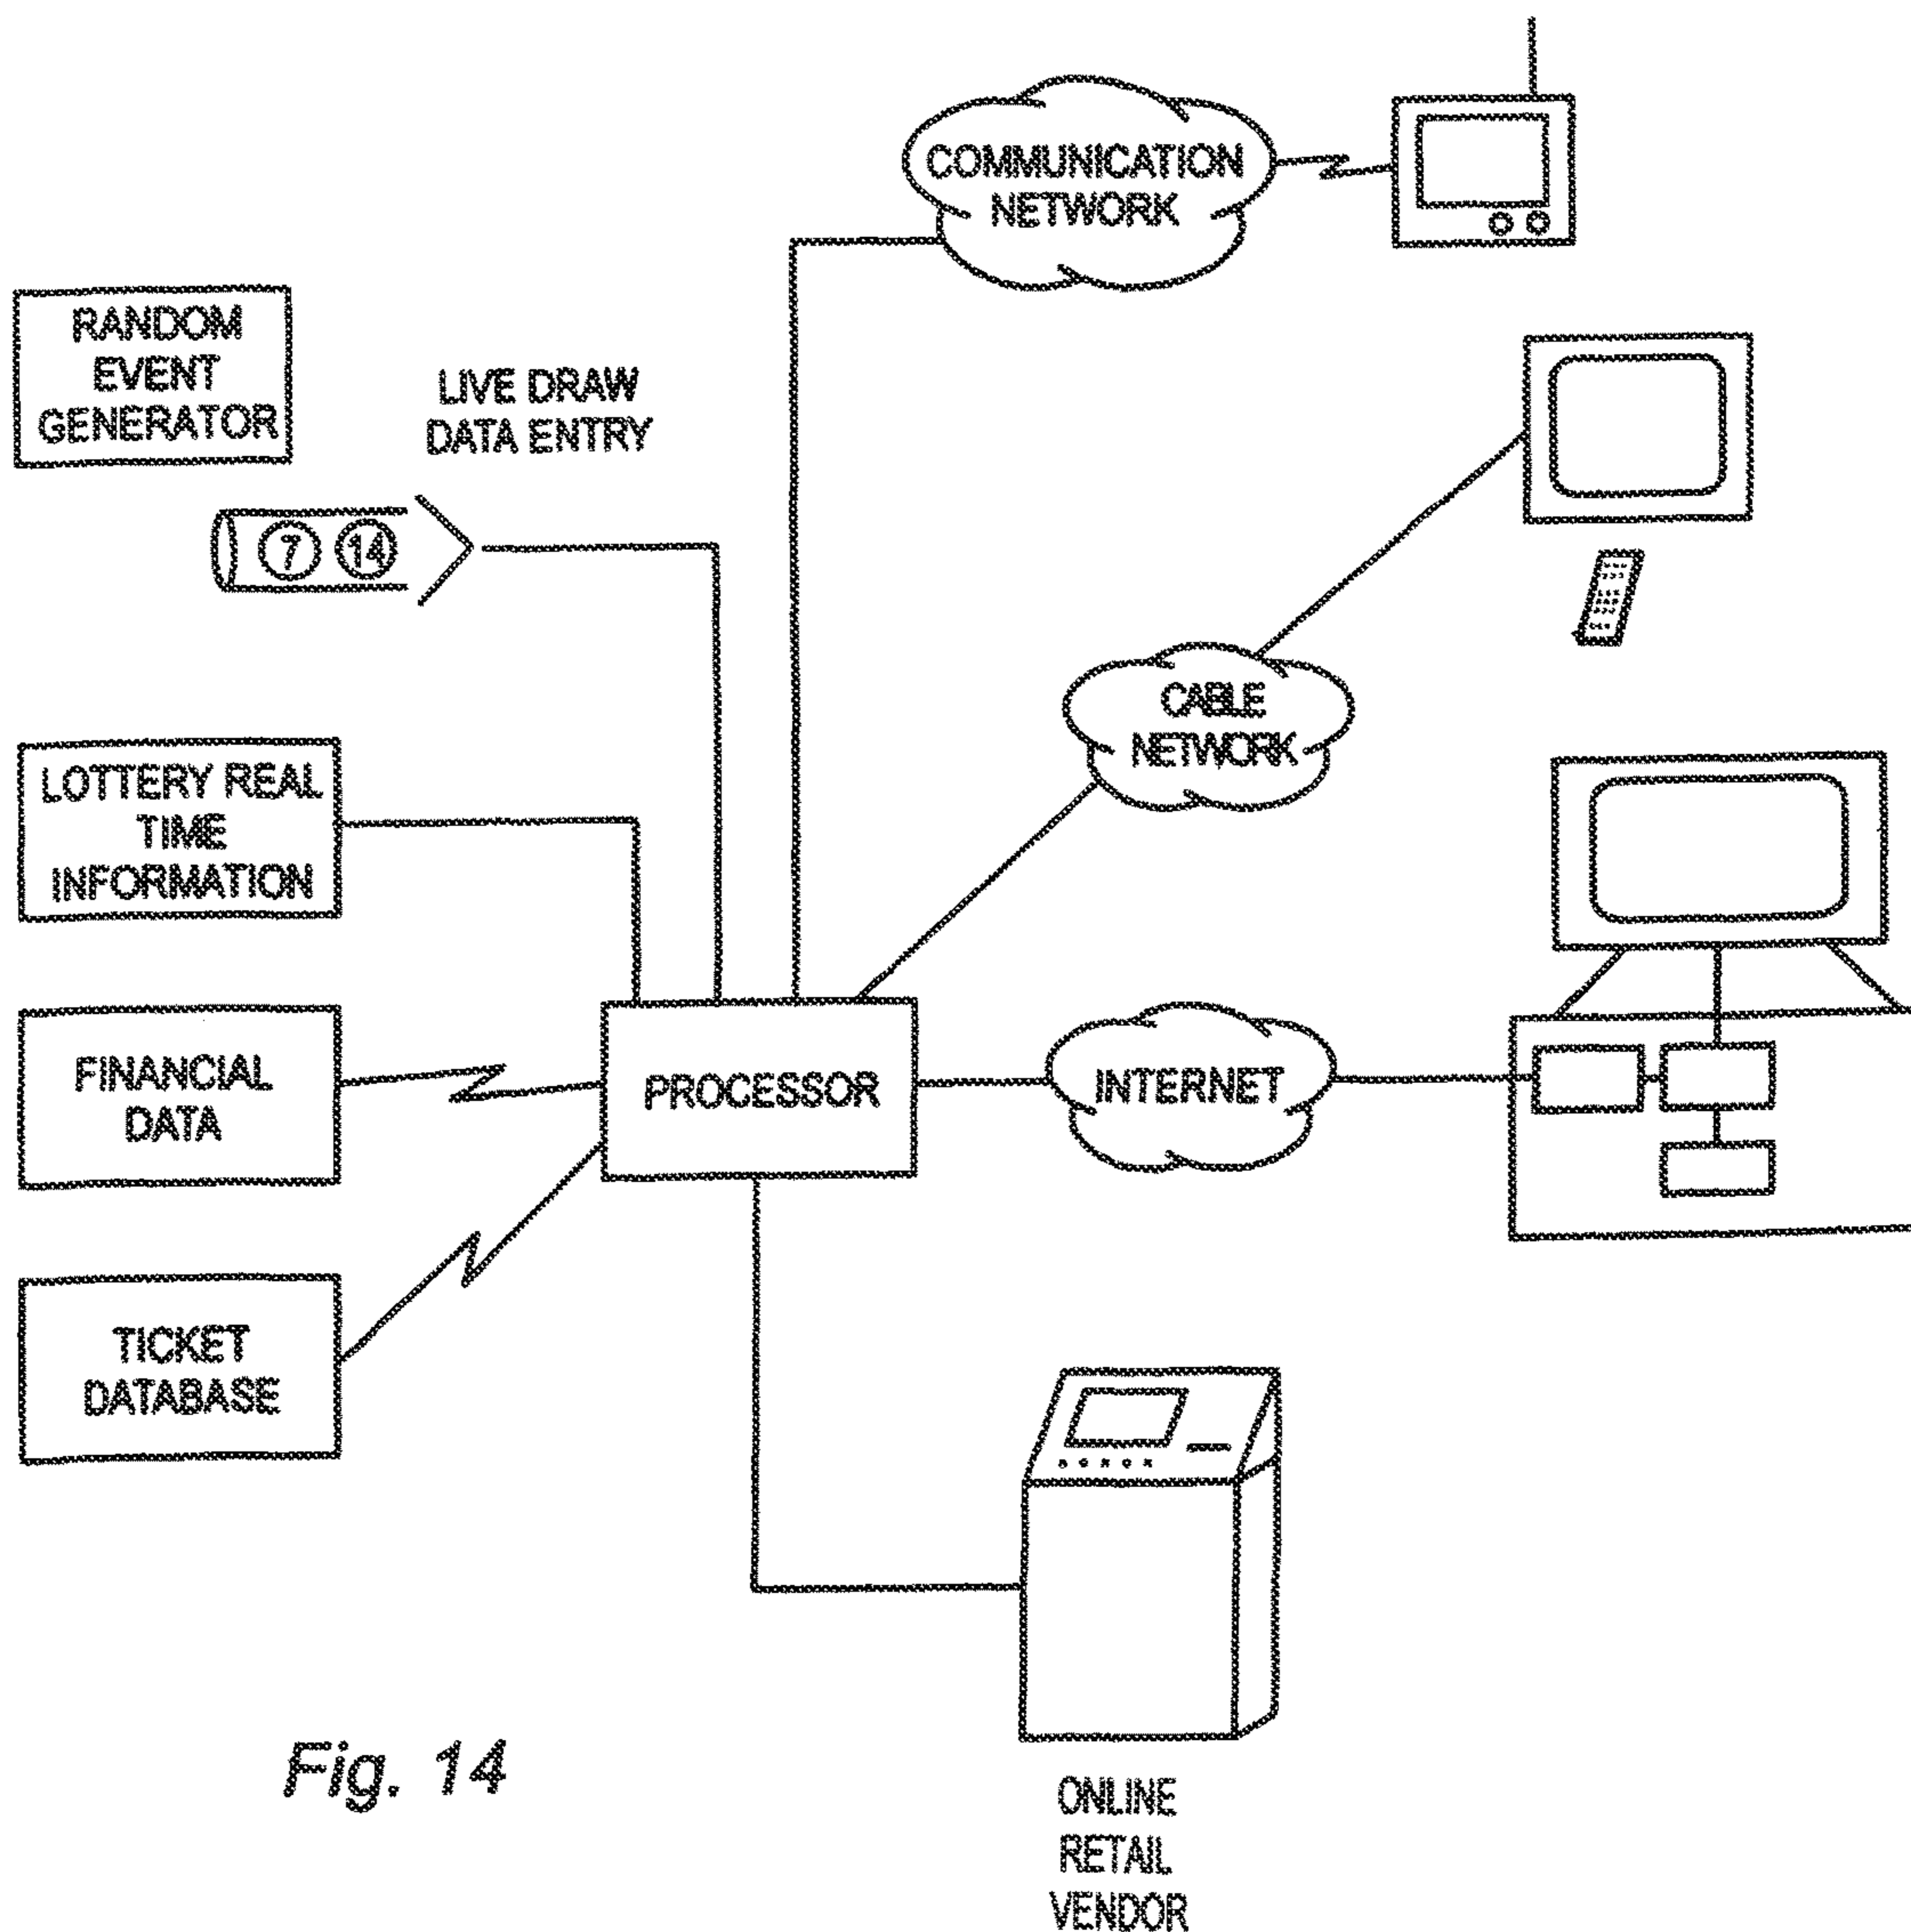 COMMUNICATION
NETWORK
RANDOM
EVENT
GENERATOR
LIVE DRAW
DATA ENTRY
7 14
CABLE
NETWORK
LOTTERY REAL
TIME
INFORMATION
FINANCIAL
DATA
PROCESSOR
INTERNET
TICKET
DATABASE
Fig. 14
ONLINE
RETAIL
VENDOR